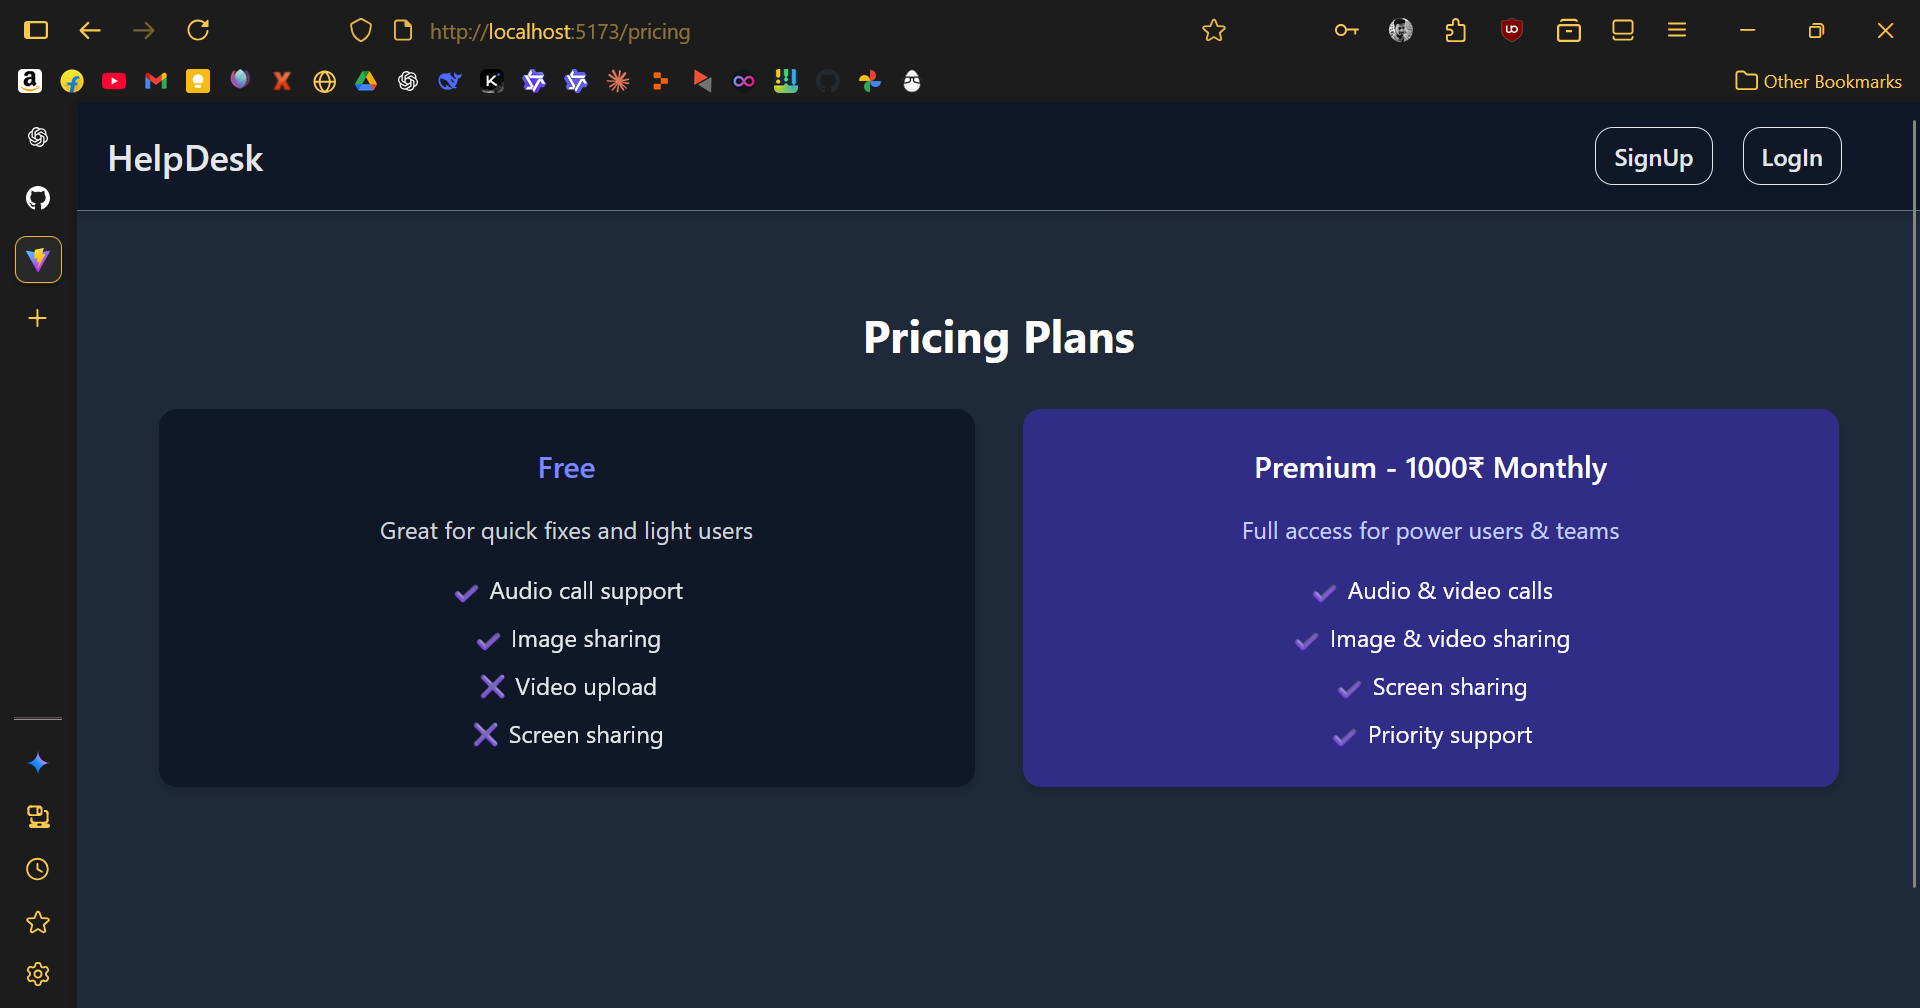 http://localhost:5173/pricing
Other Bookmarks
HelpDesk
SignUp
LogIn
Pricing Plans
Free
Great for quick fixes and light users
Audio call support
Image sharing
Video upload
Screen sharing
Premium - 1000₹ Monthly
Full access for power users & teams
Audio & video calls
Image & video sharing
Screen sharing
Priority support